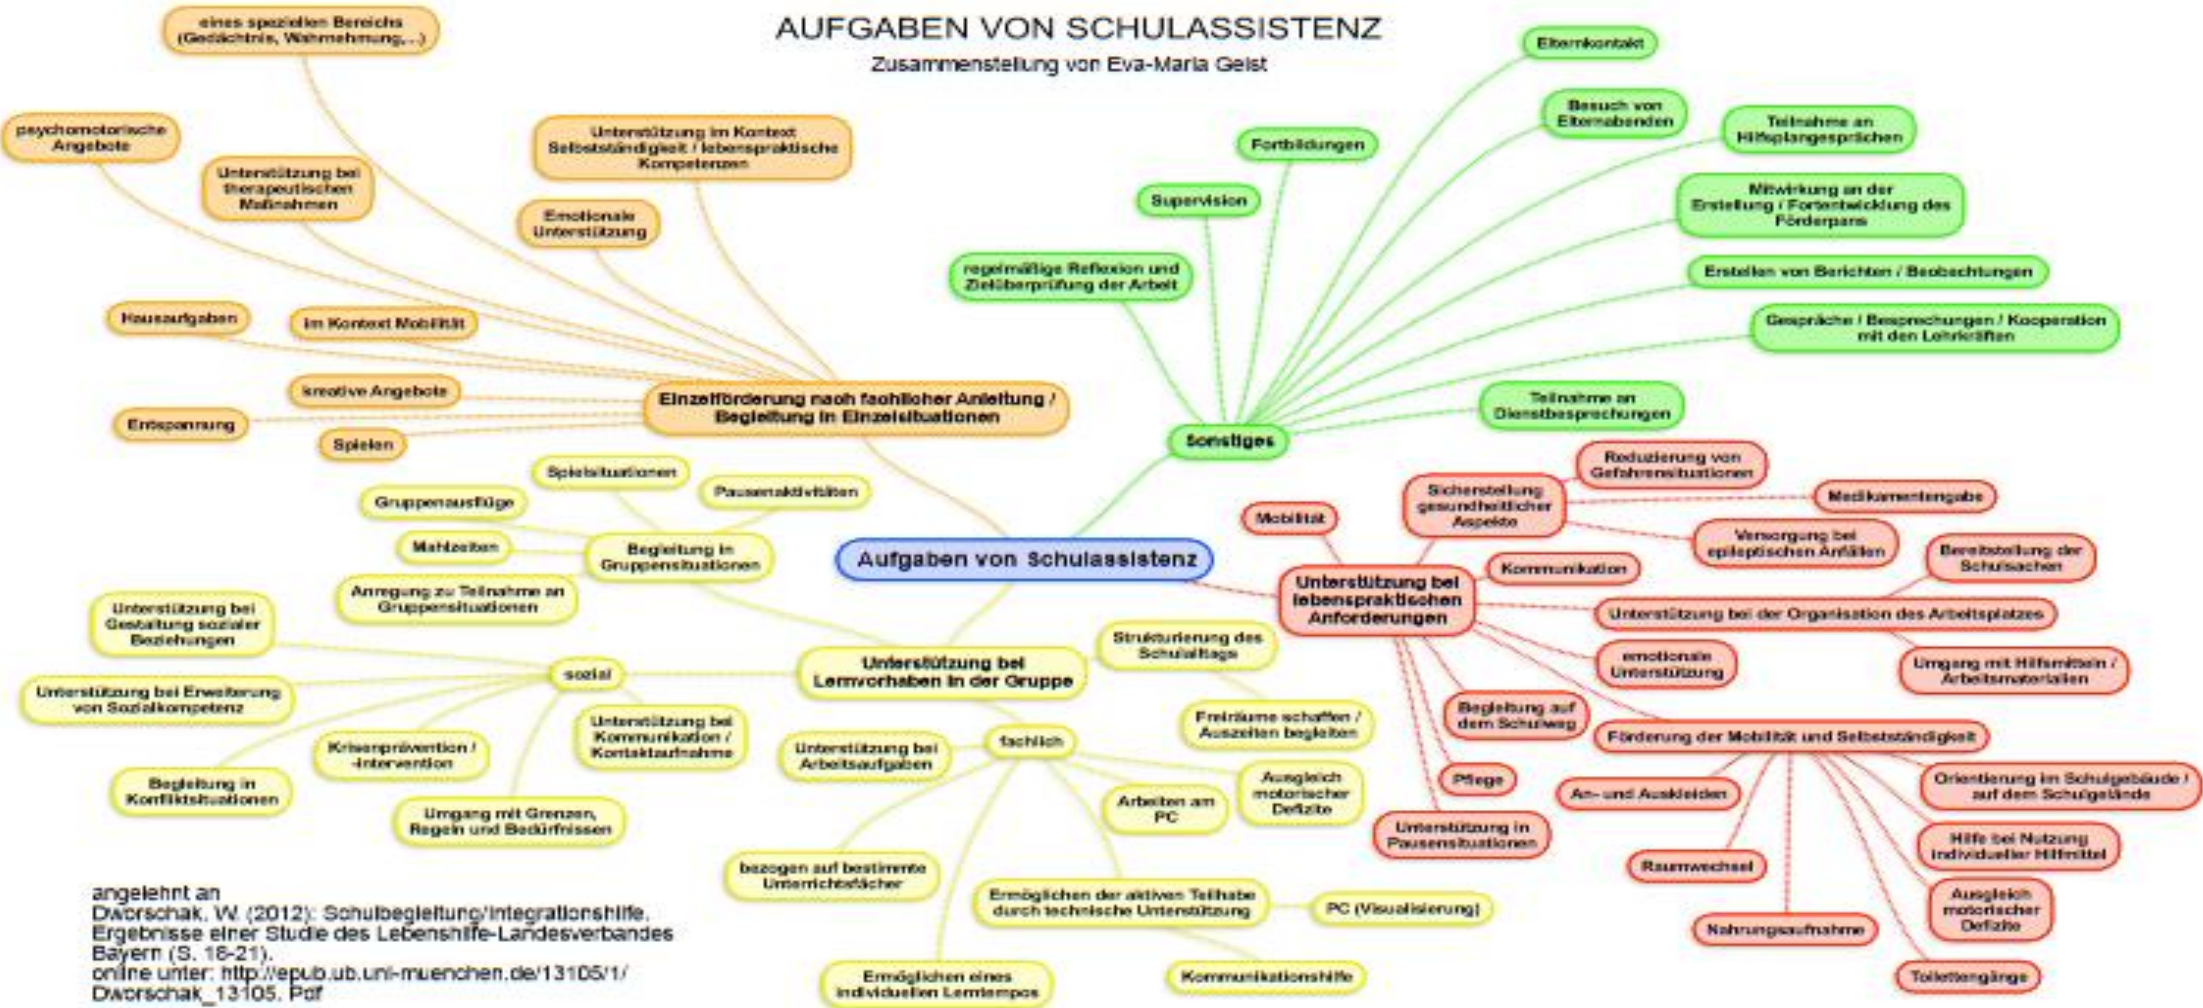 AUFGABEN VON SCHULASSISTENZ
Zusammenstellung von Eva-Maria Geist
eines speziellen Bereichs
(Gedächtnis, Wahrnehmung,...)
psychomotorische
Angebote
Unterstützung bei
therapeutischen
Maßnahmen
Unterstützung im Kontext
Selbstständigkeit / lebenspraktische
Kompetenzen
Emotionale
Unterstützung
Hausaufgaben
im Kontext Mobilität
kreative Angebote
Entspannung
Spielen
Einzelförderung nach fachlicher Anleitung /
Begleitung in Einzelsituationen
Elternkontakt
Besuch von
Elternabenden
Teilnahme an
Hilfsplangesprächen
Fortbildungen
Supervision
Mitwirkung an der
Erstellung / Fortentwicklung des
Förderpans
regelmäßige Reflexion und
Zielüberprüfung der Arbeit
Erstellen von Berichten / Beobachtungen
Gespräche / Besprechungen / Kooperation
mit den Lehrkräften
Teilnahme an
Dienstbesprechungen
Sonstiges
Aufgaben von Schulassistenz
Spielsituationen
Pausenaktivitäten
Gruppenausflüge
Mahlzeiten
Begleitung in
Gruppensituationen
Anregung zu Teilnahme an
Gruppensituationen
Unterstützung bei
Gestaltung sozialer
Beziehungen
sozial
Unterstützung bei
Lernvorhaben in der Gruppe
Strukturierung des
Schulalltags
Unterstützung bei Erweiterung
von Sozialkompetenz
Krisenprävention /
-intervention
Unterstützung bei
Kommunikation /
Kontaktaufnahme
Begleitung in
Konfliktsituationen
Umgang mit Grenzen,
Regeln und Bedürfnissen
Freiräume schaffen /
Auszeiten begleiten
fachlich
Unterstützung bei
Arbeitsaufgaben
Arbeiten am
PC
Ausgleich
motorischer
Defizite
bezogen auf bestimmte
Unterrichtsfächer
Ermöglichen der aktiven Teilhabe
durch technische Unterstützung
PC (Visualisierung)
Ermöglichen eines
individuellen Lerntempos
Kommunikationshilfe
Reduzierung von
Gefahrensituationen
Sicherstellung
gesundheitlicher
Aspekte
Medikamentengabe
Versorgung bei
epileptischen Anfällen
Mobilität
Kommunikation
Bereitstellung der
Schulsachen
Unterstützung bei
lebenspraktischen
Anforderungen
Unterstützung bei der Organisation des Arbeitsplatzes
emotionale
Unterstützung
Umgang mit Hilfsmitteln /
Arbeitsmaterialien
Begleitung auf
dem Schulweg
Förderung der Mobilität und Selbstständigkeit
Pflege
Unterstützung in
Pausensituationen
An- und Auskleiden
Orientierung im Schulgebäude /
auf dem Schulgelände
Raumwechsel
Hilfe bei Nutzung
individueller Hilfmittel
Ausgleich
motorischer
Defizite
Nahrungsaufnahme
Toilettengänge
angelehnt an
Dworschak, W. (2012): Schulbegleitung/Integrationshilfe.
Ergebnisse einer Studie des Lebenshilfe-Landesverbandes
Bayern (S. 16-21).
online unter: http://epub.ub.uni-muenchen.de/13105/1/
Dworschak_13105. Pdf